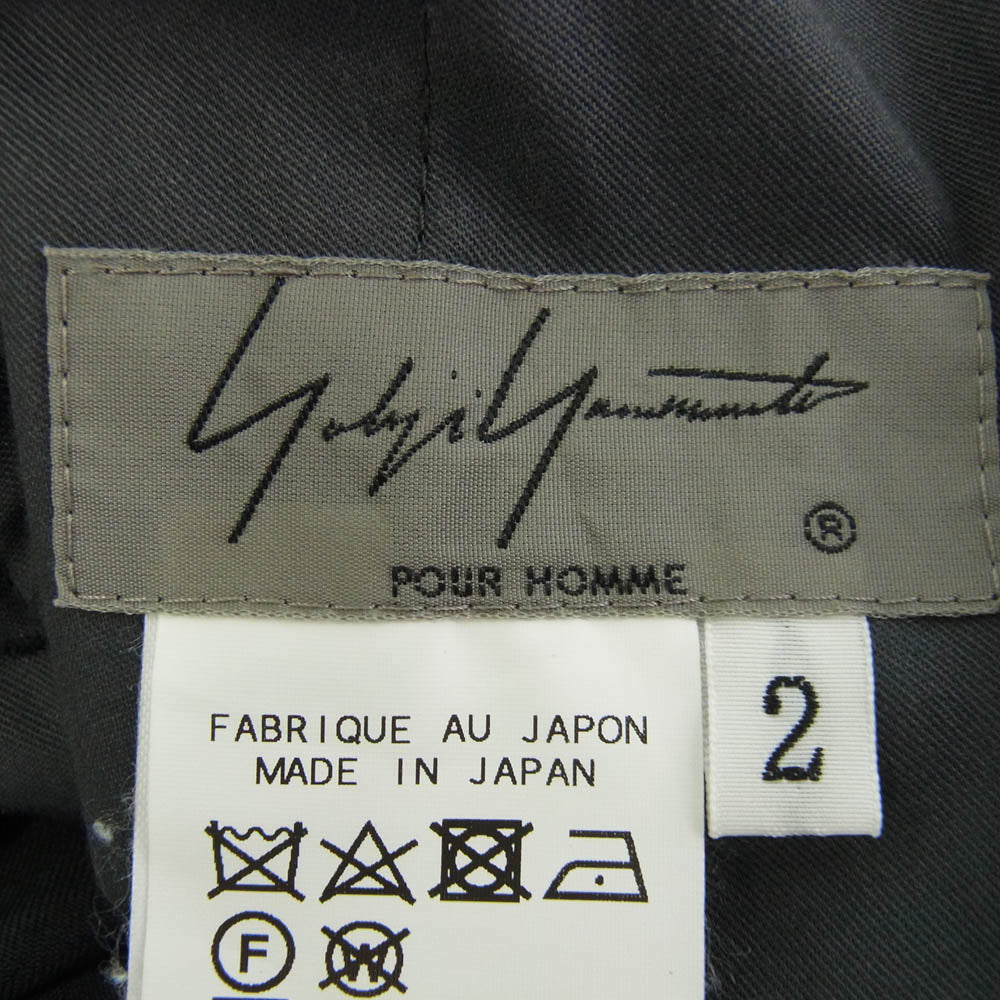 Yohji Yamamoto
®
POUR HOMME
FABRIQUE AU JAPON
MADE IN JAPAN
2
F
W